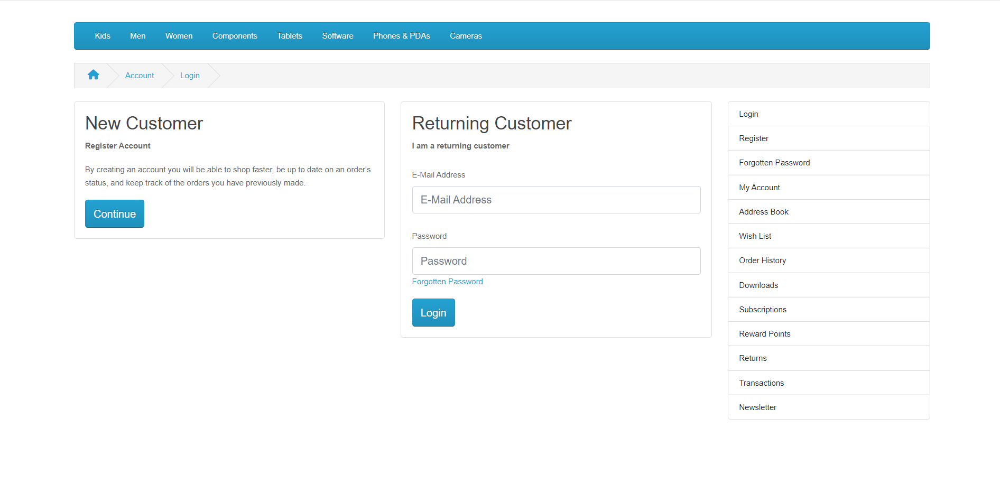 Kids Men Women Components Tablets Software Phones & PDAs Cameras
Account Login
New Customer
Register Account
By creating an account you will be able to shop faster, be up to date on an order's
status, and keep track of the orders you have previously made.
Continue
Returning Customer
I am a returning customer
E-Mail Address
E-Mail Address
Password
Password
Forgotten Password
Login
Login
Register
Forgotten Password
My Account
Address Book
Wish List
Order History
Downloads
Subscriptions
Reward Points
Returns
Transactions
Newsletter